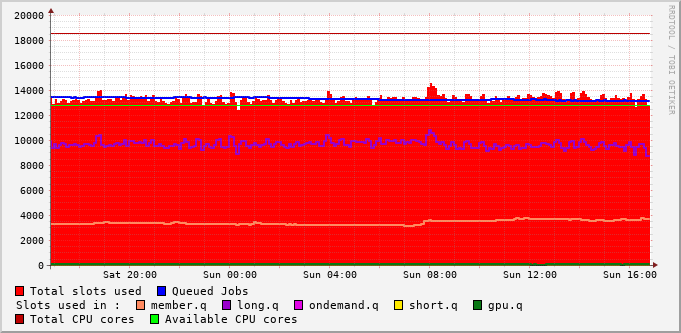 20000
18000
16000
14000
12000
10000
8000
6000
4000
2000
0
Sat 20:00 Sun 00:00 Sun 04:00 Sun 08:00 Sun 12:00 Sun 16:00
Total slots used Queued Jobs
Slots used in : member.q long.q ondemand.q short.q gpu.q
Total CPU cores Available CPU cores
RRDTOOL / TOBI OETIKER